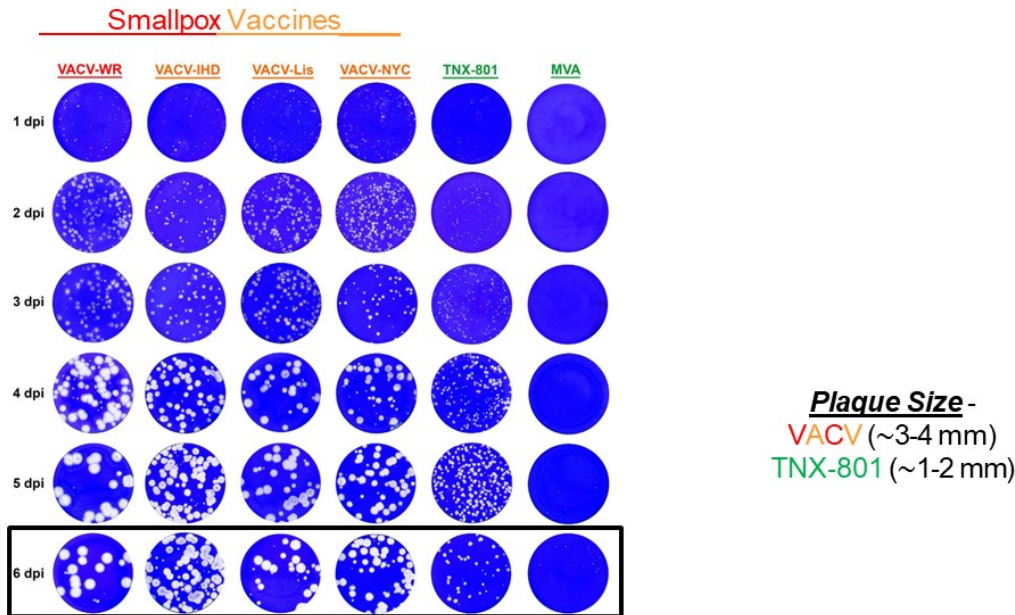 Smallpox Vaccines
VACV-WR VACV-IHD VACV-Lis VACV-NYC TNX-801 MVA
1 dpi
2 dpi
3 dpi
4 dpi
5 dpi
6 dpi
Plaque Size -
VACV (~3-4 mm)
TNX-801 (~1-2 mm)